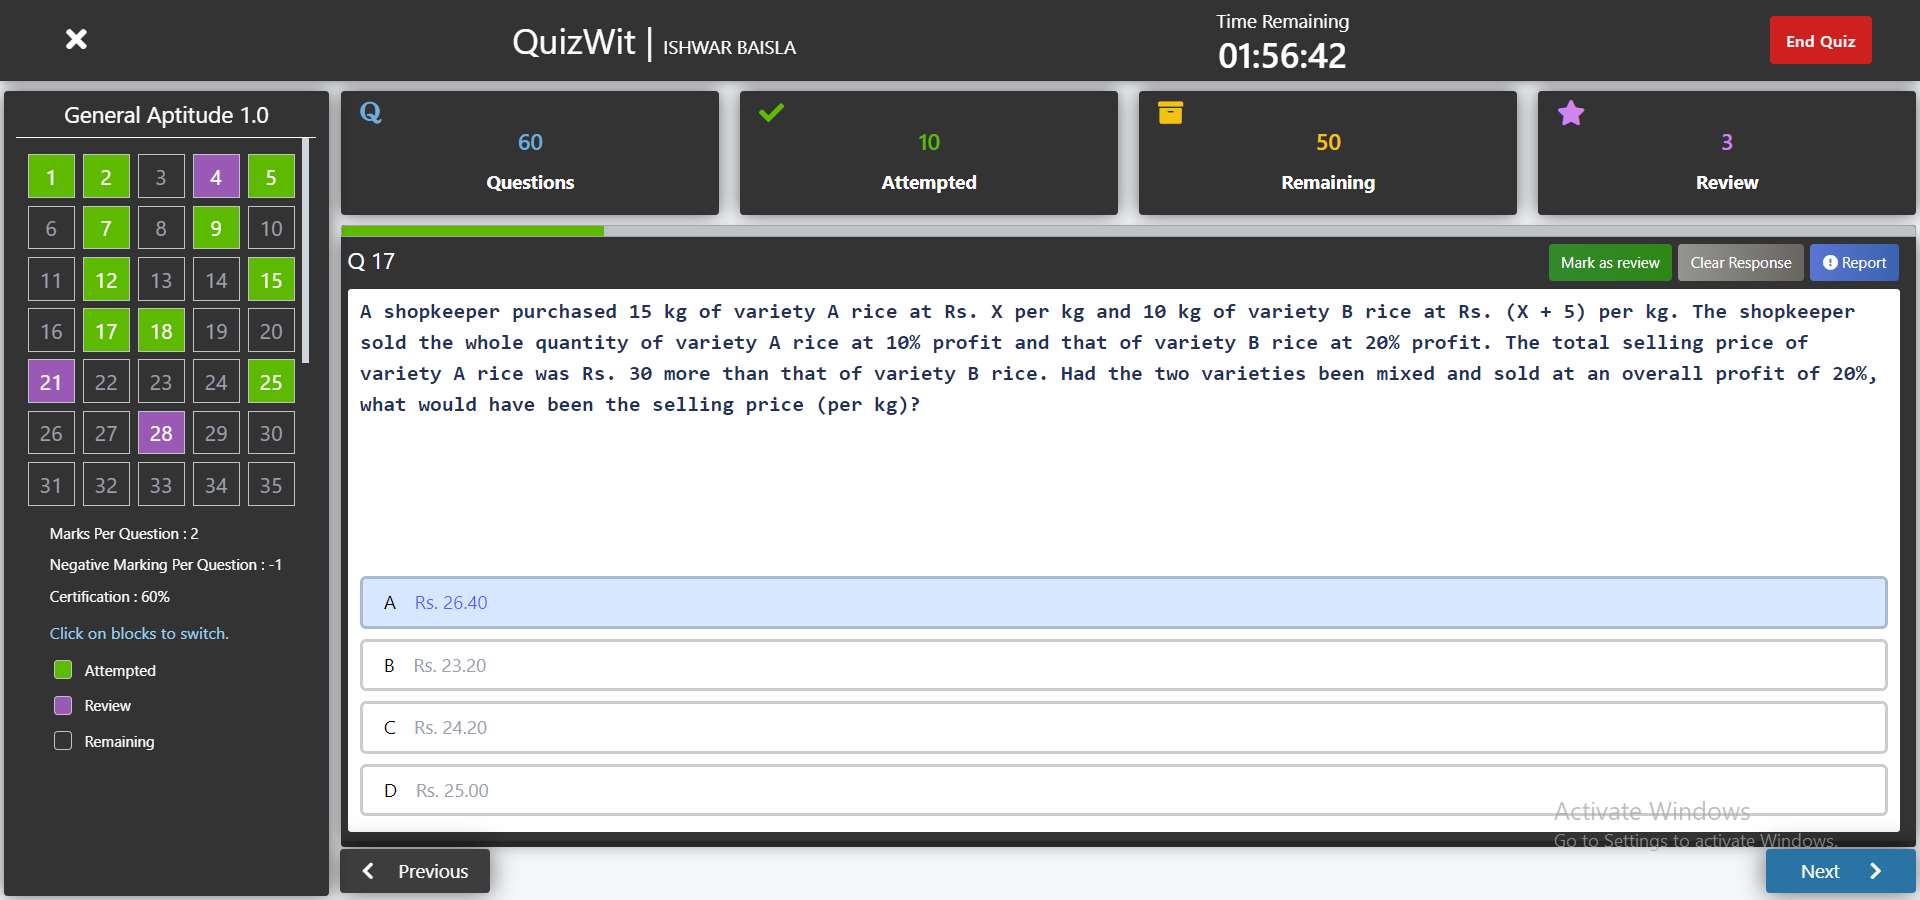 QuizWit | ISHWAR BAISLA
Time Remaining
01:56:42
End Quiz
General Aptitude 1.0
1 2 3 4 5
6 7 8 9 10
11 12 13 14 15
16 17 18 19 20
21 22 23 24 25
26 27 28 29 30
31 32 33 34 35
Marks Per Question : 2
Negative Marking Per Question : -1
Certification : 60%
Click on blocks to switch.
Attempted
Review
Remaining
Q
60
Questions
10
Attempted
50
Remaining
3
Review
Q 17
Mark as review
Clear Response
Report
A shopkeeper purchased 15 kg of variety A rice at Rs. X per kg and 10 kg of variety B rice at Rs. (X + 5) per kg. The shopkeeper
sold the whole quantity of variety A rice at 10% profit and that of variety B rice at 20% profit. The total selling price of
variety A rice was Rs. 30 more than that of variety B rice. Had the two varieties been mixed and sold at an overall profit of 20%,
what would have been the selling price (per kg)?
A Rs. 26.40
B Rs. 23.20
C Rs. 24.20
D Rs. 25.00
Activate Windows
Go to Settings to activate Windows.
Previous
Next